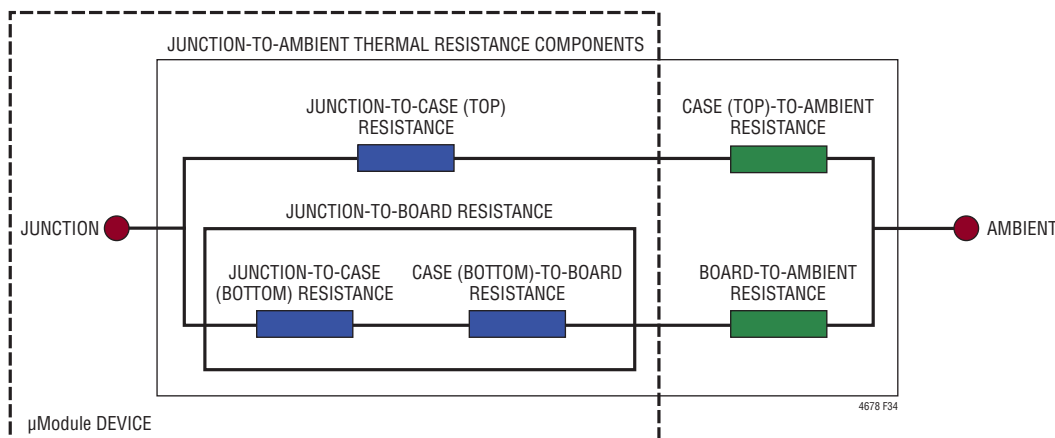 JUNCTION-TO-AMBIENT THERMAL RESISTANCE COMPONENTS
JUNCTION-TO-CASE (TOP)
RESISTANCE
CASE (TOP)-TO-AMBIENT
RESISTANCE
JUNCTION-TO-BOARD RESISTANCE
JUNCTION
AMBIENT
JUNCTION-TO-CASE
(BOTTOM) RESISTANCE
CASE (BOTTOM)-TO-BOARD
RESISTANCE
BOARD-TO-AMBIENT
RESISTANCE
4678 F34
µModule DEVICE